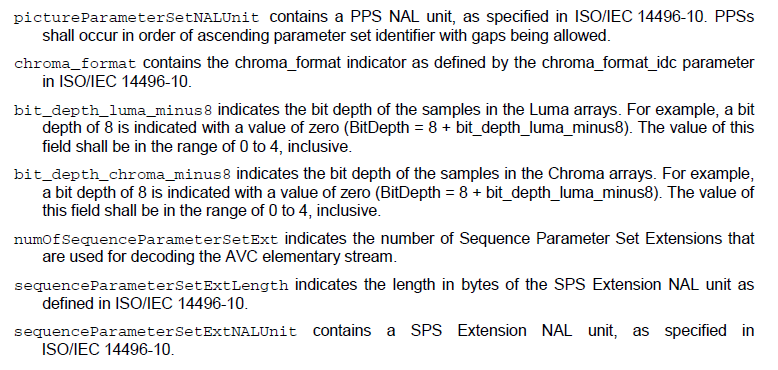 pictureParameterSetNALUnit contains a PPS NAL unit, as specified in ISO/IEC 14496-10. PPSs
shall occur in order of ascending parameter set identifier with gaps being allowed.
chroma_format contains the chroma_format indicator as defined by the chroma_format_idc parameter
in ISO/IEC 14496-10.
bit_depth_luma_minus8 indicates the bit depth of the samples in the Luma arrays. For example, a bit
depth of 8 is indicated with a value of zero (BitDepth = 8 + bit_depth_luma_minus8). The value of this
field shall be in the range of 0 to 4, inclusive.
bit_depth_chroma_minus8 indicates the bit depth of the samples in the Chroma arrays. For example,
a bit depth of 8 is indicated with a value of zero (BitDepth = 8 + bit_depth_luma_minus8). The value of
this field shall be in the range of 0 to 4, inclusive.
numOfSequenceParameterSetExt indicates the number of Sequence Parameter Set Extensions that
are used for decoding the AVC elementary stream.
sequenceParameterSetExtLength indicates the length in bytes of the SPS Extension NAL unit as
defined in ISO/IEC 14496-10.
sequenceParameterSetExtNALUnit contains a SPS Extension NAL unit, as specified in
ISO/IEC 14496-10.